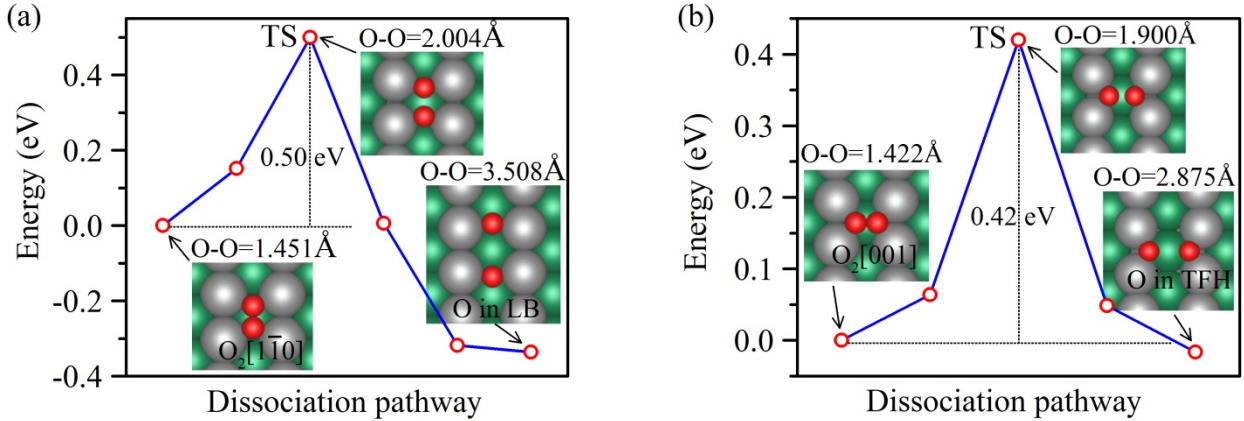 (a)
TS
O-O=2.004Å
0.4
0.2
0.50 eV
O-O=3.508Å
0.0
O-O=1.451Å
-0.2
O in LB
O₂[11̄0]
-0.4
Energy (eV)
Dissociation pathway
(b)
TS
O-O=1.900Å
0.4
0.3
O-O=1.422Å
O-O=2.875Å
0.2
0.42 eV
O₂[001]
0.1
O in TFH
0.0
Energy (eV)
Dissociation pathway